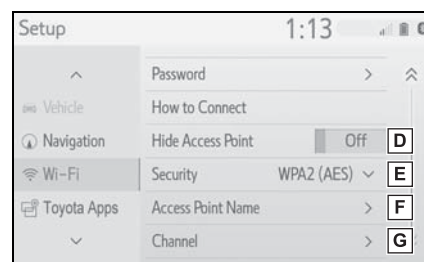 Setup 1:13
Password >
Vehicle How to Connect
Navigation Hide Access Point Off D
Wi-Fi Security WPA2 (AES) E
Toyota Apps Access Point Name > F
Channel > G